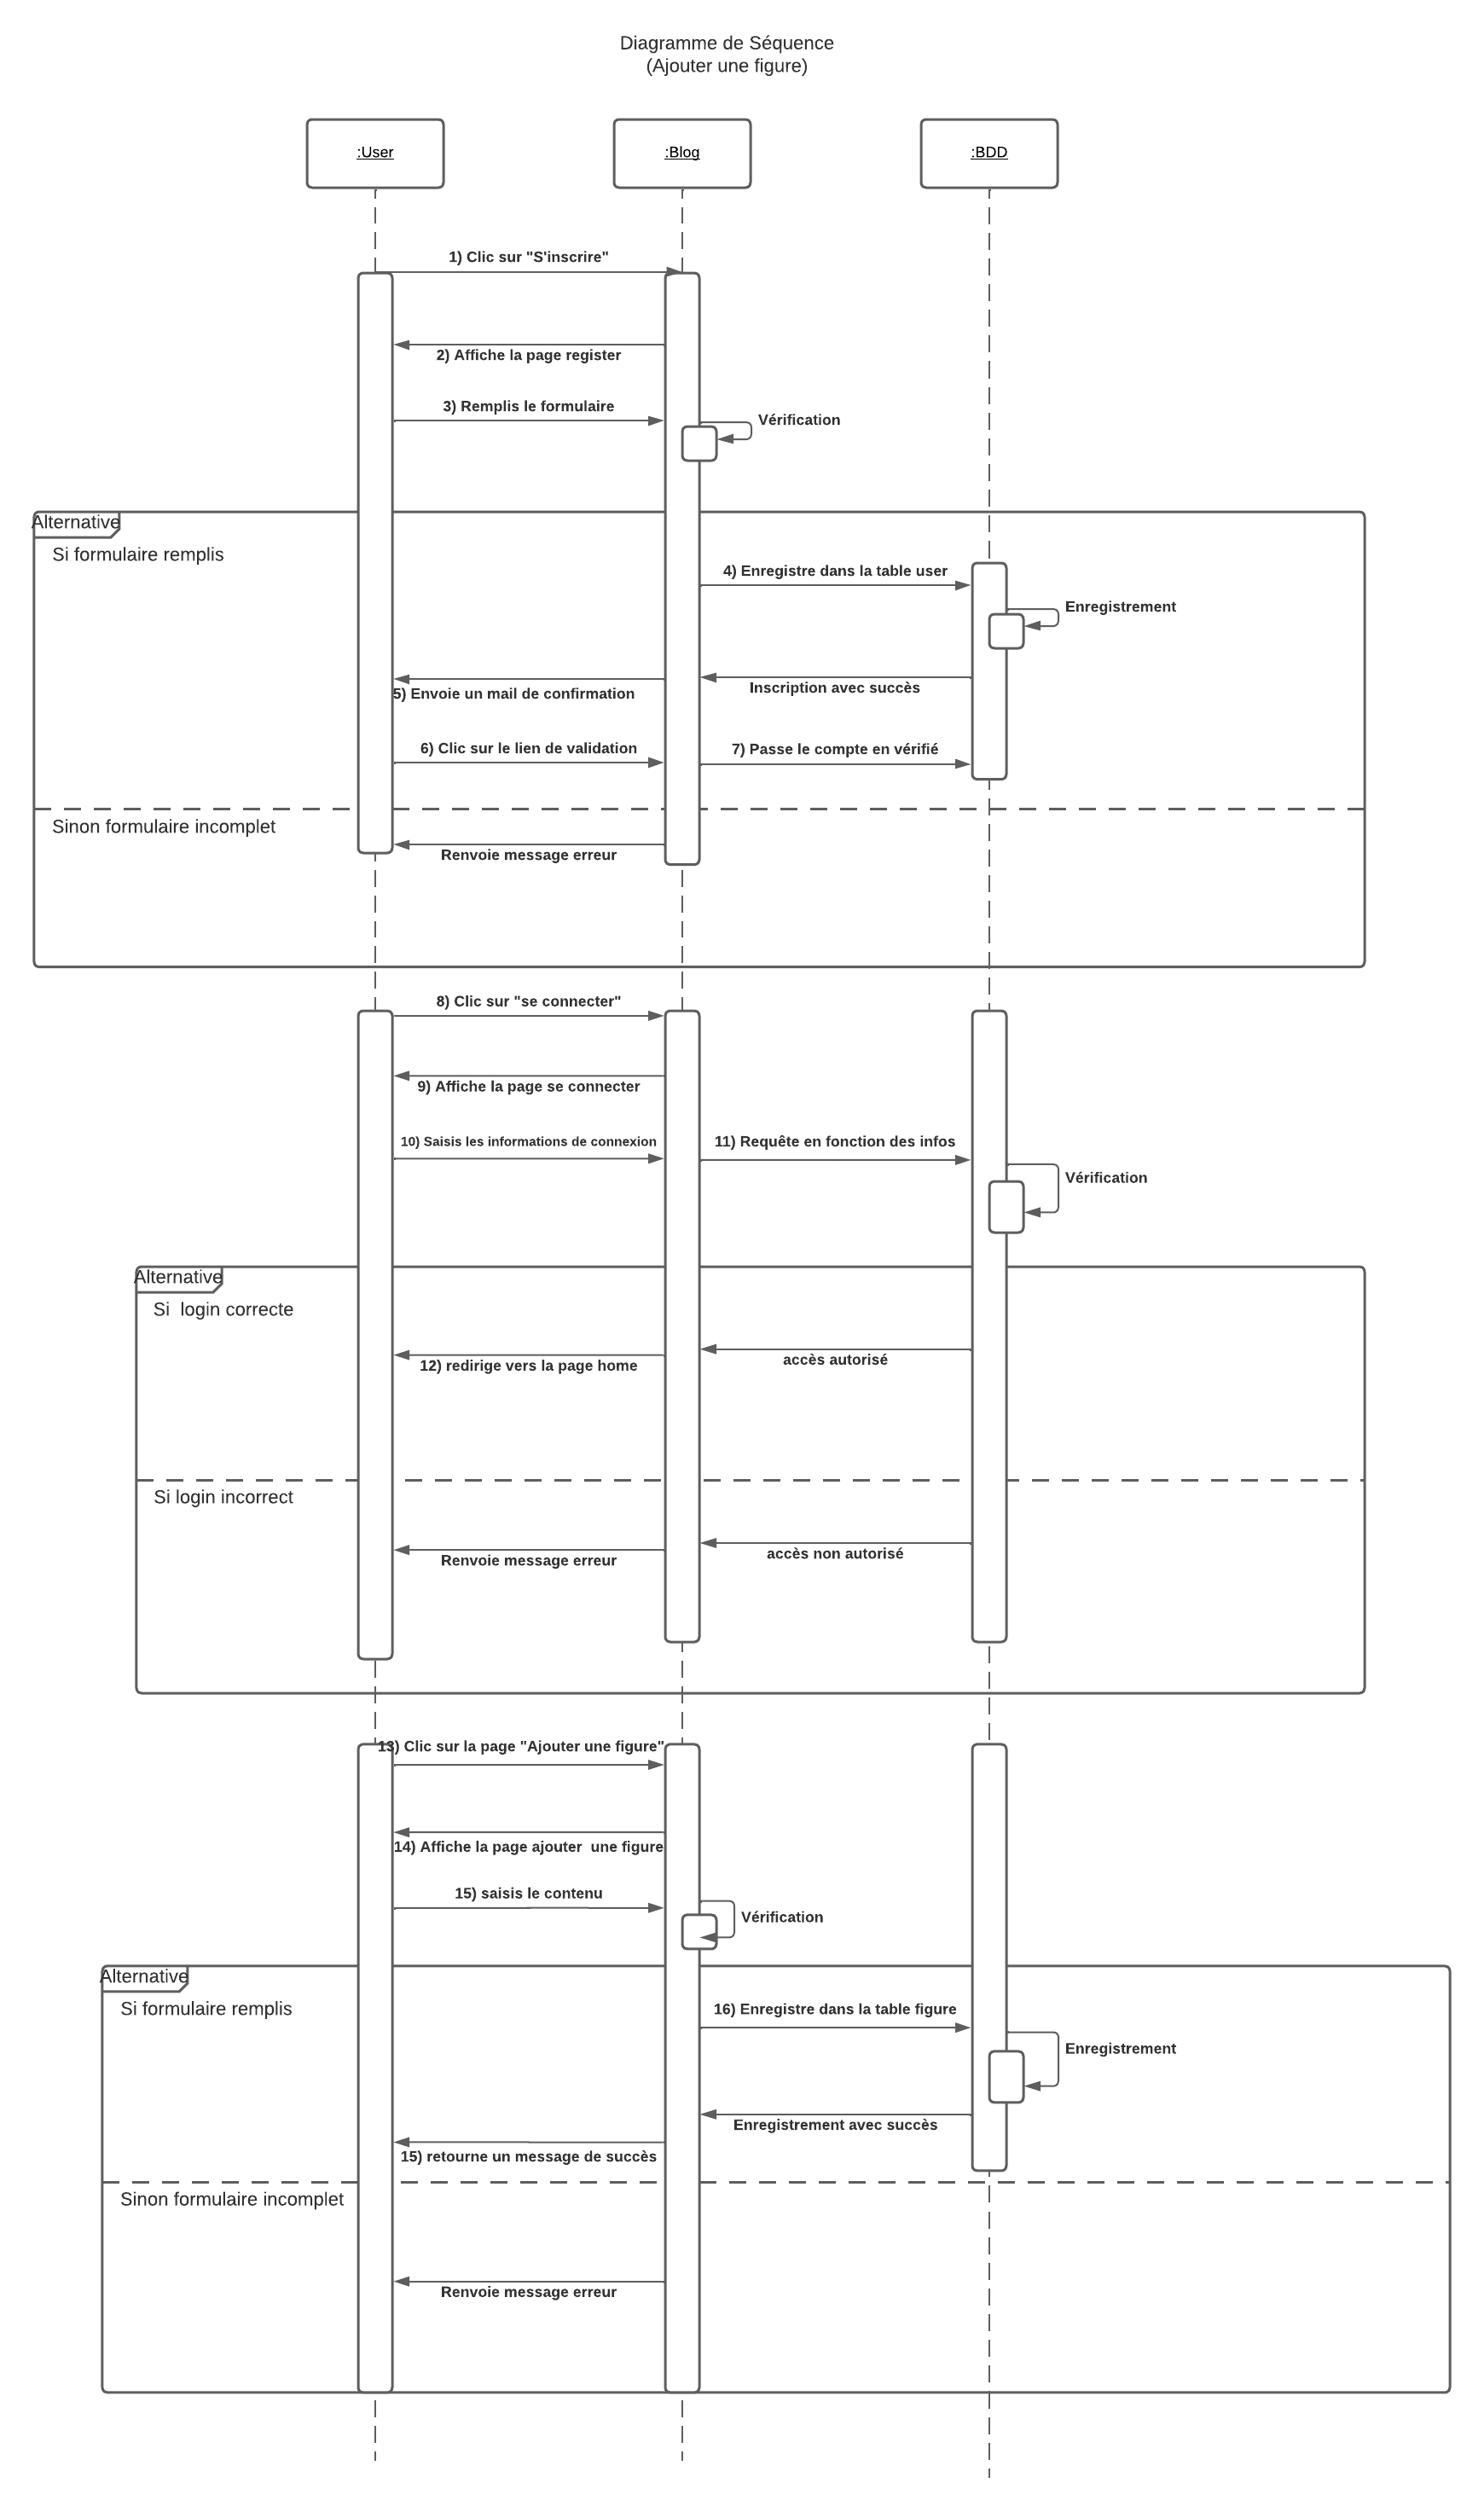 Diagramme de Séquence
(Ajouter une figure)
:User
:Blog
:BDD
1) Clic sur "S'inscrire"
2) Affiche la page register
3) Remplis le formulaire
Vérification
Alternative
Si formulaire remplis
4) Enregistre dans la table user
Enregistrement
Inscription avec succès
5) Envoie un mail de confirmation
6) Clic sur le lien de validation
7) Passe le compte en vérifié
Sinon formulaire incomplet
Renvoie message erreur
8) Clic sur "se connecter"
9) Affiche la page se connecter
10) Saisis les informations de connexion
11) Requête en fonction des infos
Vérification
Alternative
Si  login correcte
accès autorisé
12) redirige vers la page home
Si login incorrect
accès non autorisé
Renvoie message erreur
13) Clic sur la page "Ajouter une figure"
14) Affiche la page ajouter  une figure
15) saisis le contenu
Vérification
Alternative
Si formulaire remplis
16) Enregistre dans la table figure
Enregistrement
Enregistrement avec succès
15) retourne un message de succès
Sinon formulaire incomplet
Renvoie message erreur